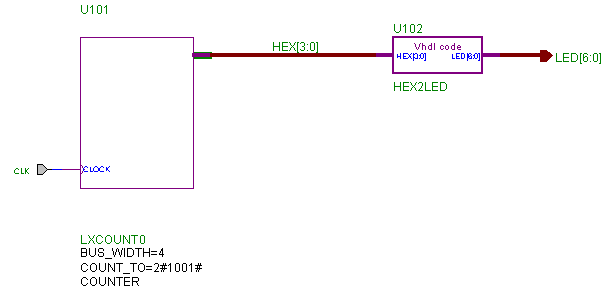 U101
U102
HEX[3:0]
Vhdl code
HEX[3:0]
LED[6:0]
LED[6:0]
HEX2LED
CLK
CLOCK
LXCOUNT0
BUS_WIDTH=4
COUNT_TO=2#1001#
COUNTER